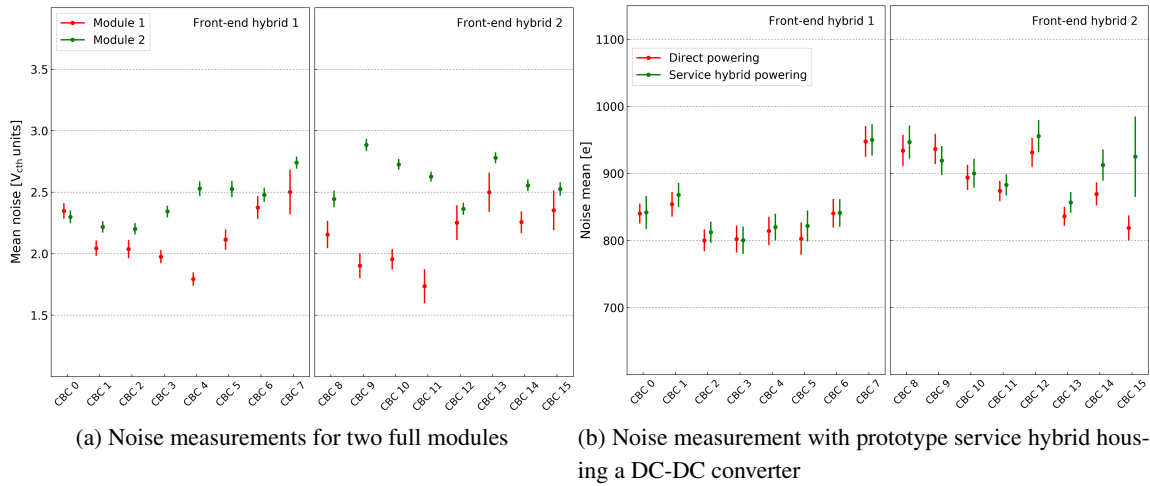 Module 1
Module 2
Front-end hybrid 1
Front-end hybrid 2
Mean noise [Vcth units]
3.5
3.0
2.5
2.0
1.5
CBC 0
CBC 1
CBC 2
CBC 3
CBC 4
CBC 5
CBC 6
CBC 7
CBC 8
CBC 9
CBC 10
CBC 11
CBC 12
CBC 13
CBC 14
CBC 15
(a) Noise measurements for two full modules
Front-end hybrid 1
Front-end hybrid 2
Direct powering
Service hybrid powering
Noise mean [e]
1100
1000
900
800
700
CBC 0
CBC 1
CBC 2
CBC 3
CBC 4
CBC 5
CBC 6
CBC 7
CBC 8
CBC 9
CBC 10
CBC 11
CBC 12
CBC 13
CBC 14
CBC 15
(b) Noise measurement with prototype service hybrid hous-
ing a DC-DC converter